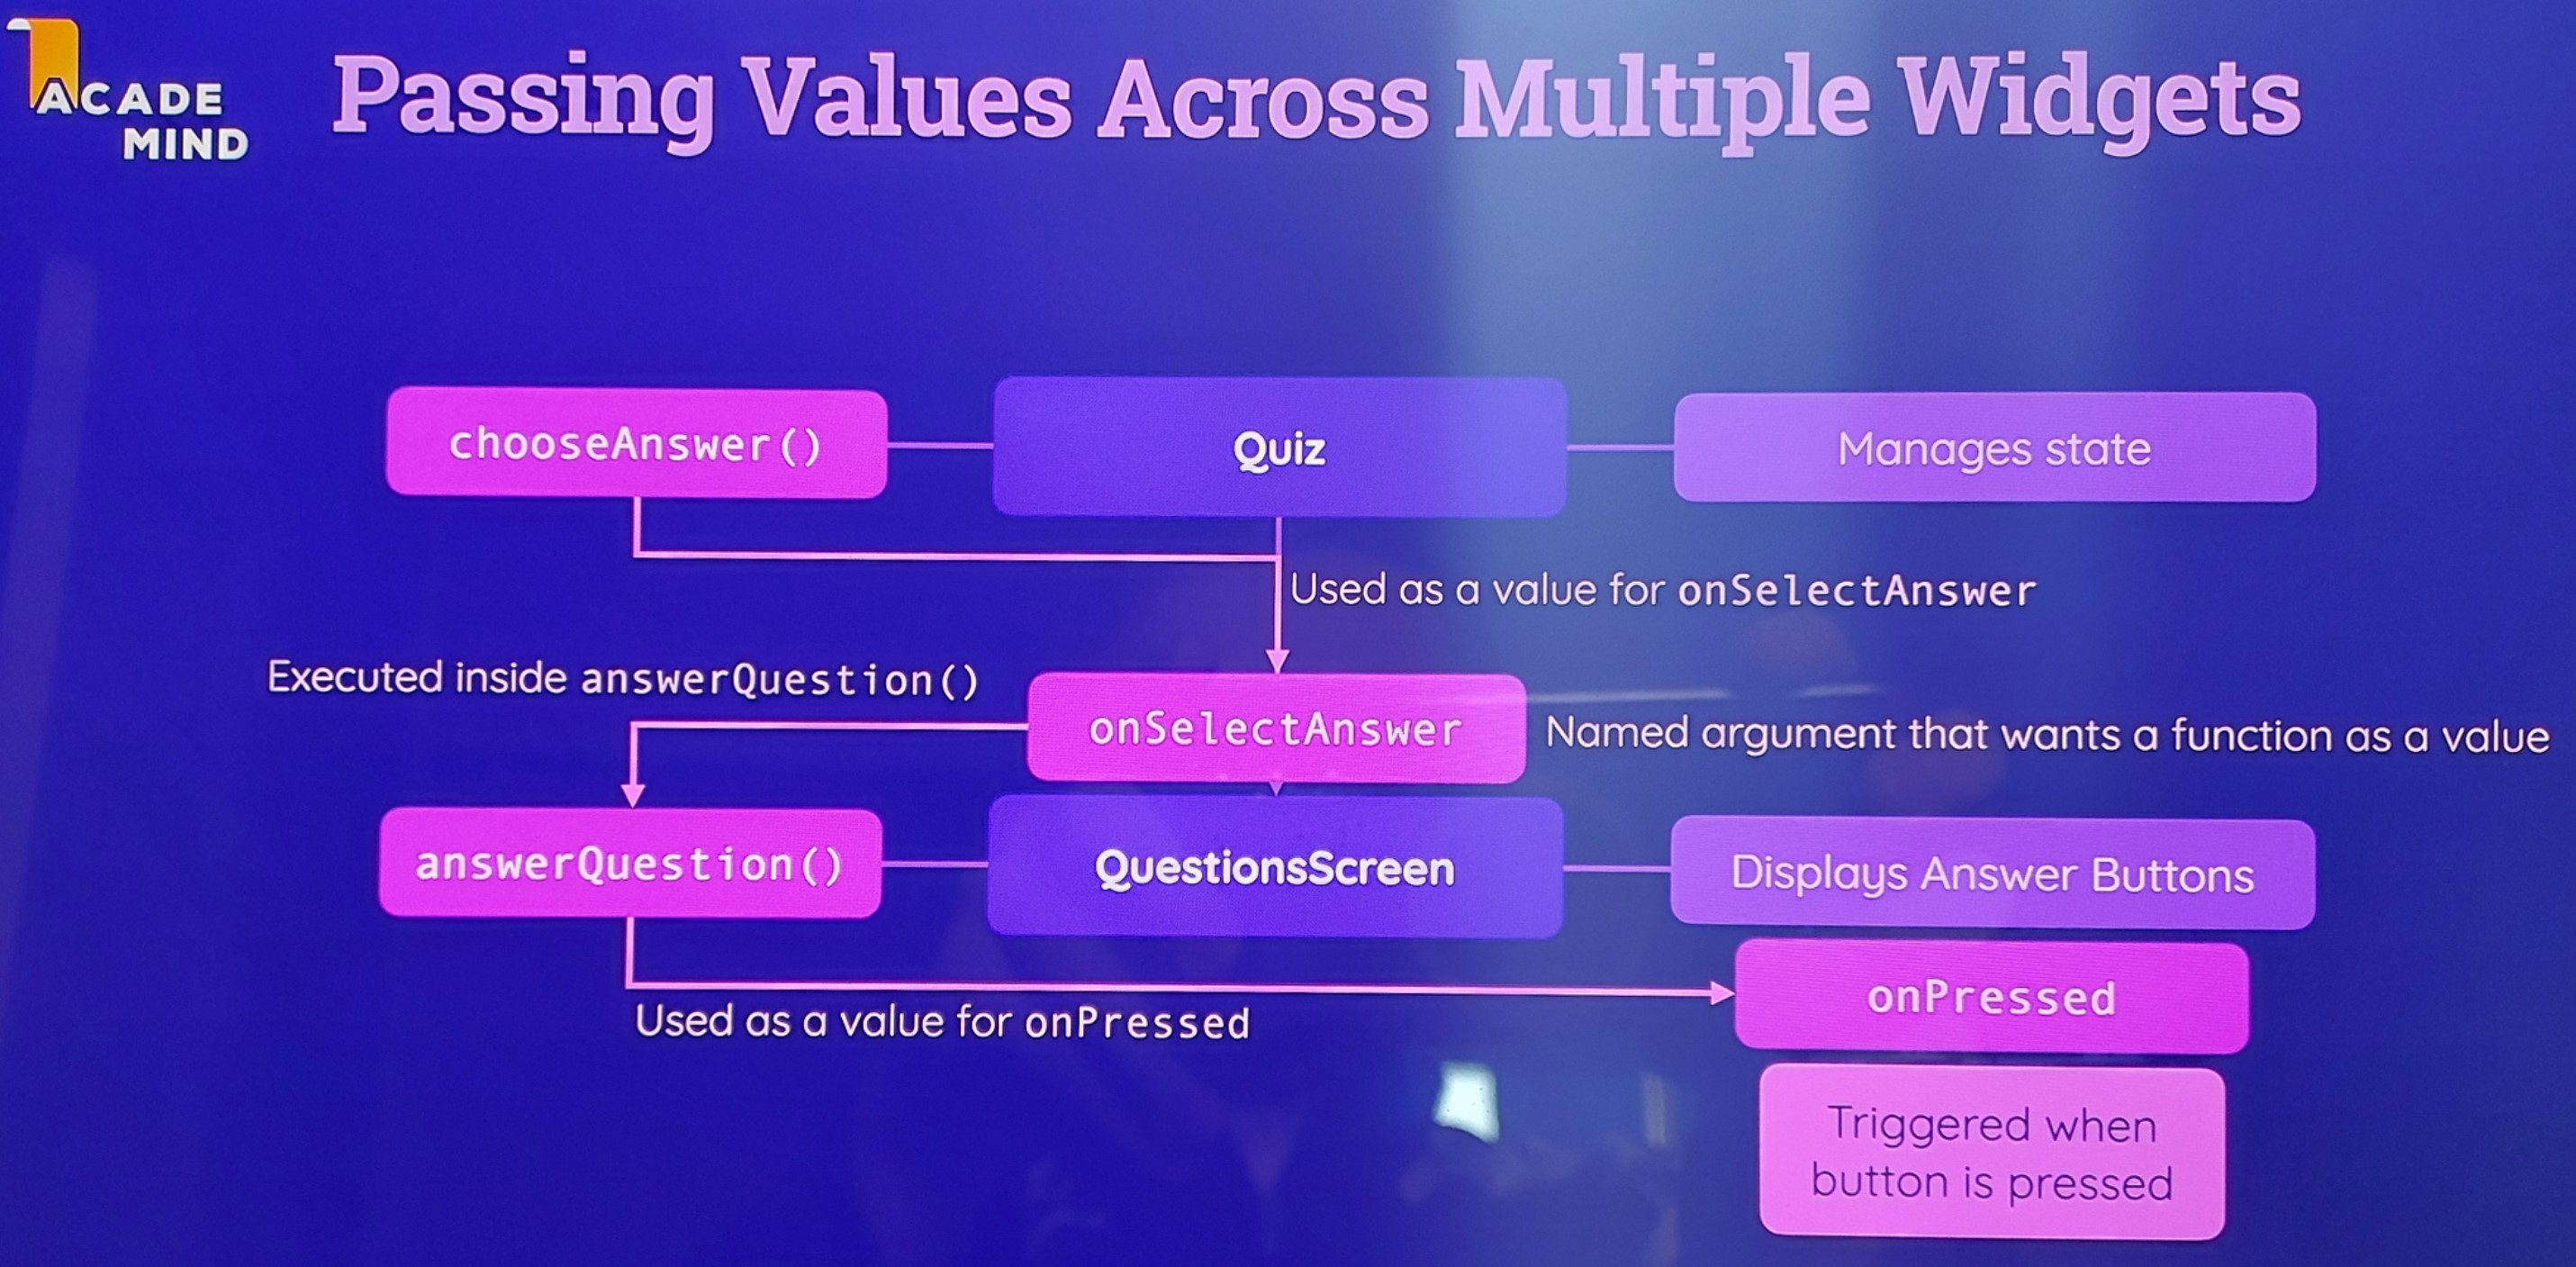 ACADE
MIND
Passing Values Across Multiple Widgets
chooseAnswer()
Quiz
Manages state
Used as a value for onSelectAnswer
Executed inside answerQuestion()
onSelectAnswer
Named argument that wants a function as a value
answerQuestion()
QuestionsScreen
Displays Answer Buttons
onPressed
Used as a value for onPressed
Triggered when
button is pressed